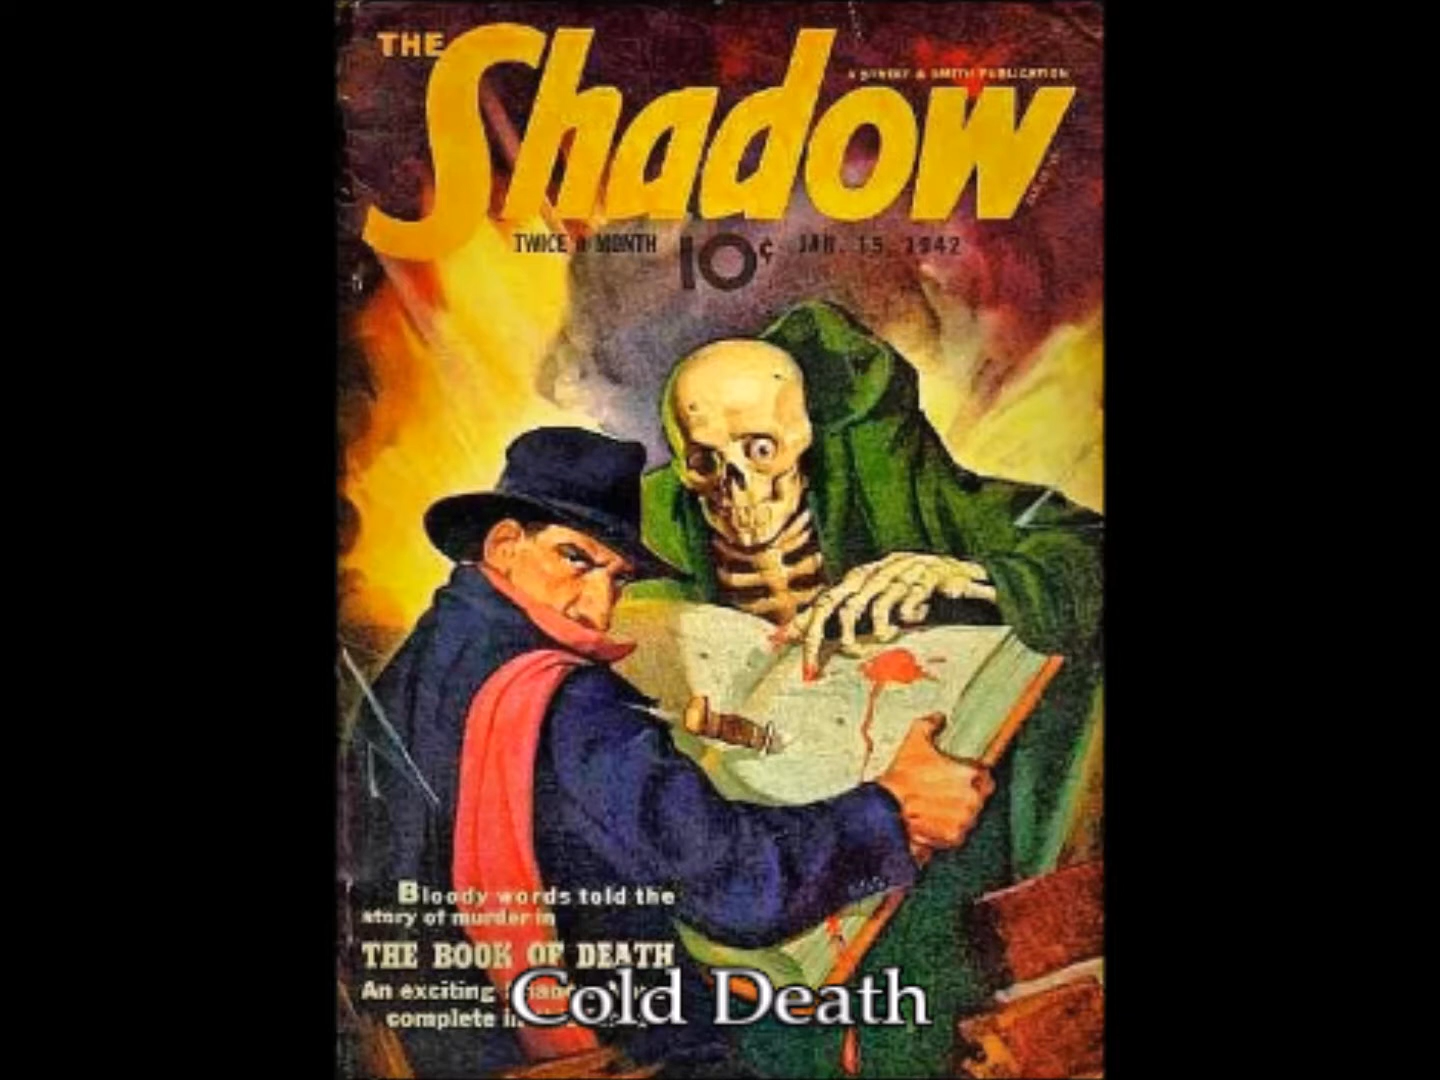 THE
Shadow
A STREET & SMITH PUBLICATION
TWICE A MONTH 10¢ JAN. 15, 1942
Bloody words told the
story of murder in
THE BOOK OF DEATH
An exciting
complete in
Cold Death